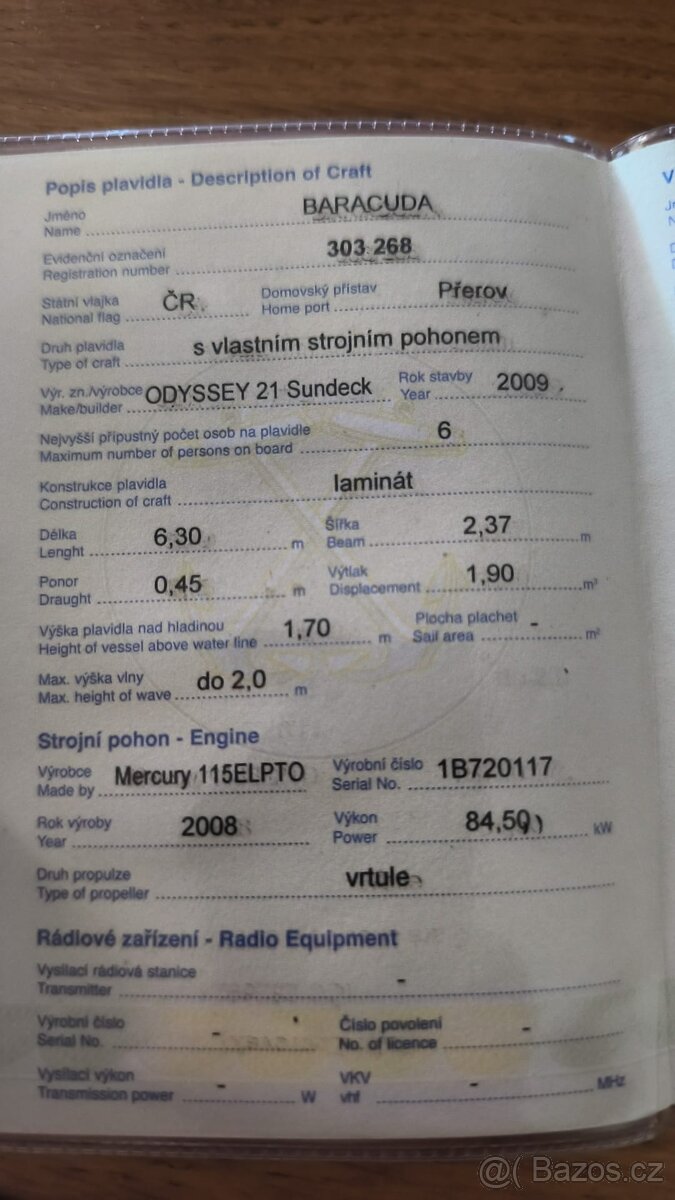 Popis plavidla - Description of Craft
Jméno
Name BARACUDA
Evidenční označení
Registration number 303 268
Státní vlajka ČR Domovský přístav Přerov
National flag Home port
Druh plavidla s vlastním strojním pohonem
Type of craft
Výr. zn./výrobce ODYSSEY 21 Sundeck Rok stavby 2009
Make/builder Year
Nejvyšší přípustný počet osob na plavidle 6
Maximum number of persons on board
Konstrukce plavidla laminát
Construction of craft
Délka 6,30 m Šířka 2,37 m
Lenght Beam
Ponor 0,45 m Výtlak 1,90 m³
Draught Displacement
Výška plavidla nad hladinou 1,70 m Plocha plachet - m²
Height of vessel above water line Sail area
Max. výška vlny do 2,0 m
Max. height of wave
Strojní pohon - Engine
Výrobce Mercury 115ELPTO Výrobní číslo 1B720117
Made by Serial No.
Rok výroby 2008 Výkon 84,50 kW
Year Power
Druh propulze vrtule
Type of propeller
Rádiové zařízení - Radio Equipment
Vysílací rádiová stanice -
Transmitter
Výrobní číslo - Číslo povolení -
Serial No. No. of licence
Vysílací výkon - W VKV - MHz
Transmission power vhf
@( Bazos.cz